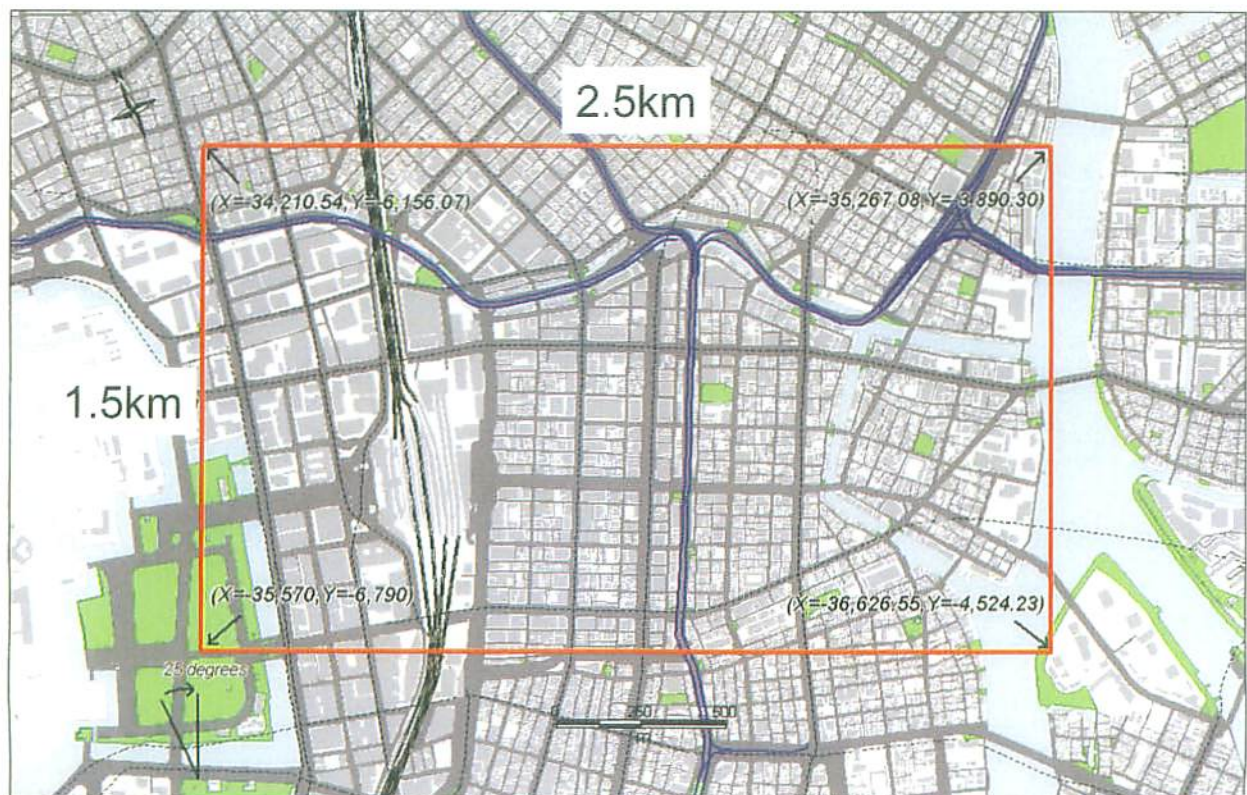 2.5km
(X=-34,210.54,Y=-6,156.07)
(X=-35,267.08,Y=-3,890.30)
1.5km
(X=-35,570,Y=-6,790)
(X=-36,626.55,Y=-4,524.23)
25 degrees
0 250 500
m